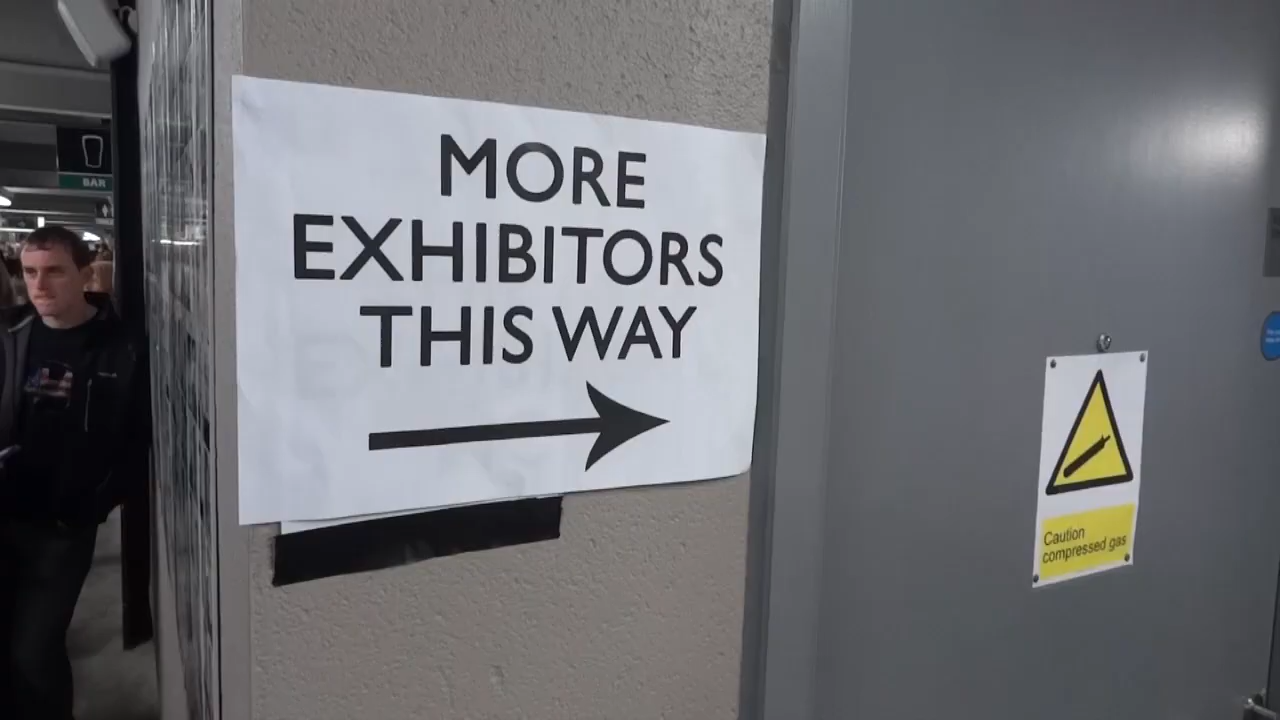 BAR
MORE
EXHIBITORS
THIS WAY
Caution
compressed gas